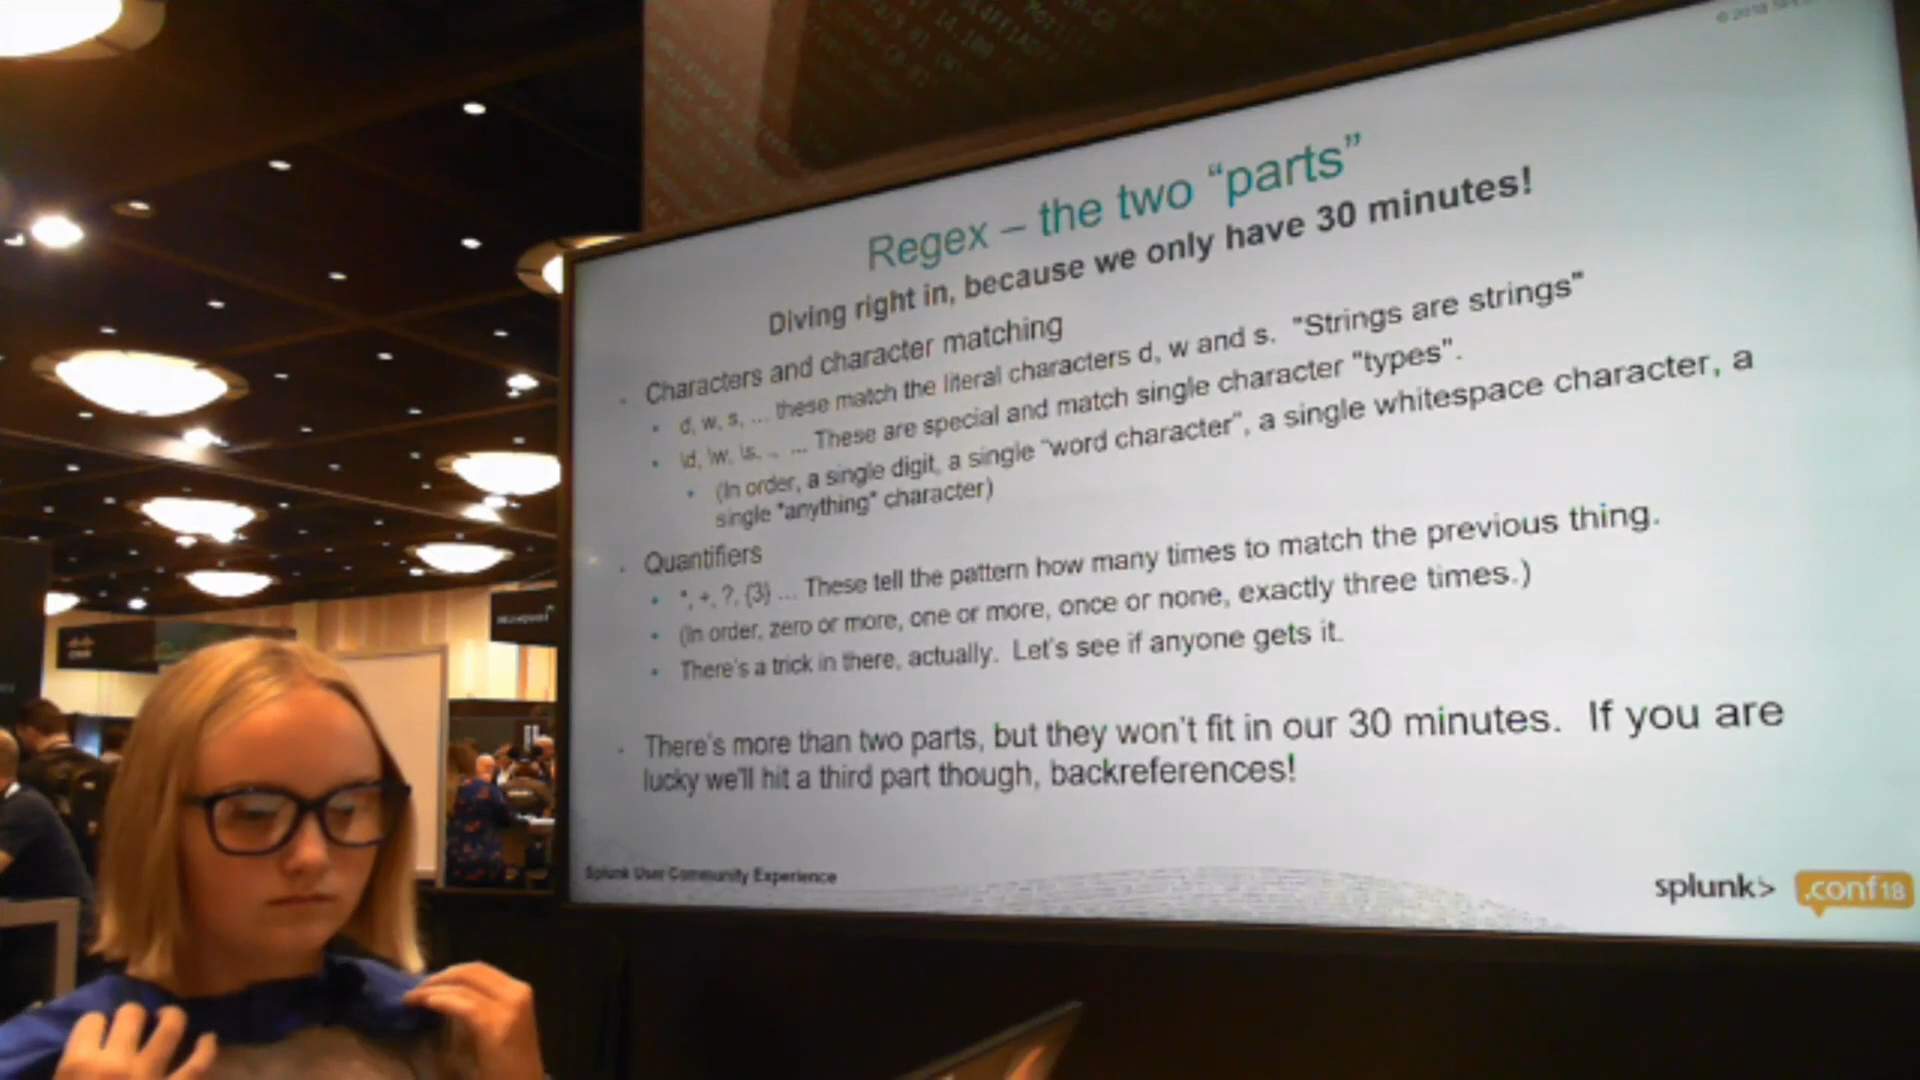 Regex – the two “parts”
Diving right in, because we only have 30 minutes!
Characters and character matching
d, w, s, ... these match the literal characters d, w and s. "Strings are strings"
\d, \w, \s, ., ... These are special and match single character "types".
(In order, a single digit, a single “word character”, a single whitespace character, a
single *anything* character)
Quantifiers
*, +, ?, {3} ... These tell the pattern how many times to match the previous thing.
(In order, zero or more, one or more, once or none, exactly three times.)
There's a trick in there, actually. Let's see if anyone gets it.
There's more than two parts, but they won't fit in our 30 minutes. If you are
lucky we'll hit a third part though, backreferences!
Splunk User Community Experience
splunk> .conf18